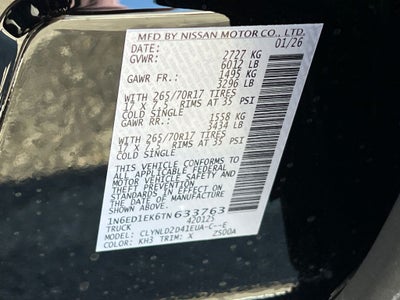 MFD BY NISSAN MOTOR CO., LTD.
DATE: 01/26
GVWR: 2727 KG
6012 LB
GAWR FR.: 1495 KG
3296 LB
WITH 265/70R17 TIRES
17 X 7.5 RIMS AT 35 PSI
COLD SINGLE
GAWR RR.: 1558 KG
3434 LB
WITH 265/70R17 TIRES
17 X 7.5 RIMS AT 35 PSI
COLD SINGLE
THIS VEHICLE CONFORMS TO
ALL APPLICABLE FEDERAL
MOTOR VEHICLE SAFETY AND THEFT PREVENTION
STANDARDS IN EFFECT ON
THE DATE OF MANUFACTURE
SHOWN ABOVE.
1N6ED1EK6TN633763
TRUCK 420125
MODEL: CLYNLD2D41EUA-C--E
COLOR: KH3 TRIM: X Z500A